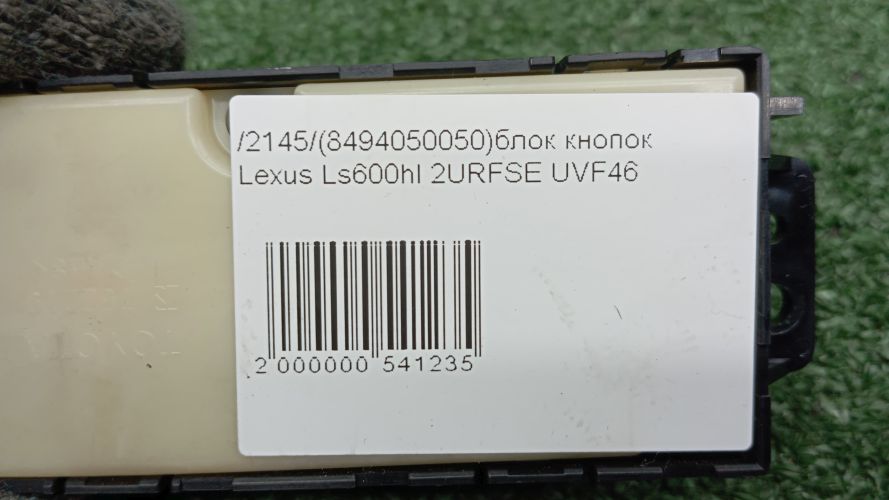 /2145/(8494050050)блок кнопок
Lexus Ls600hl 2URFSE UVF46
2 000000 541235